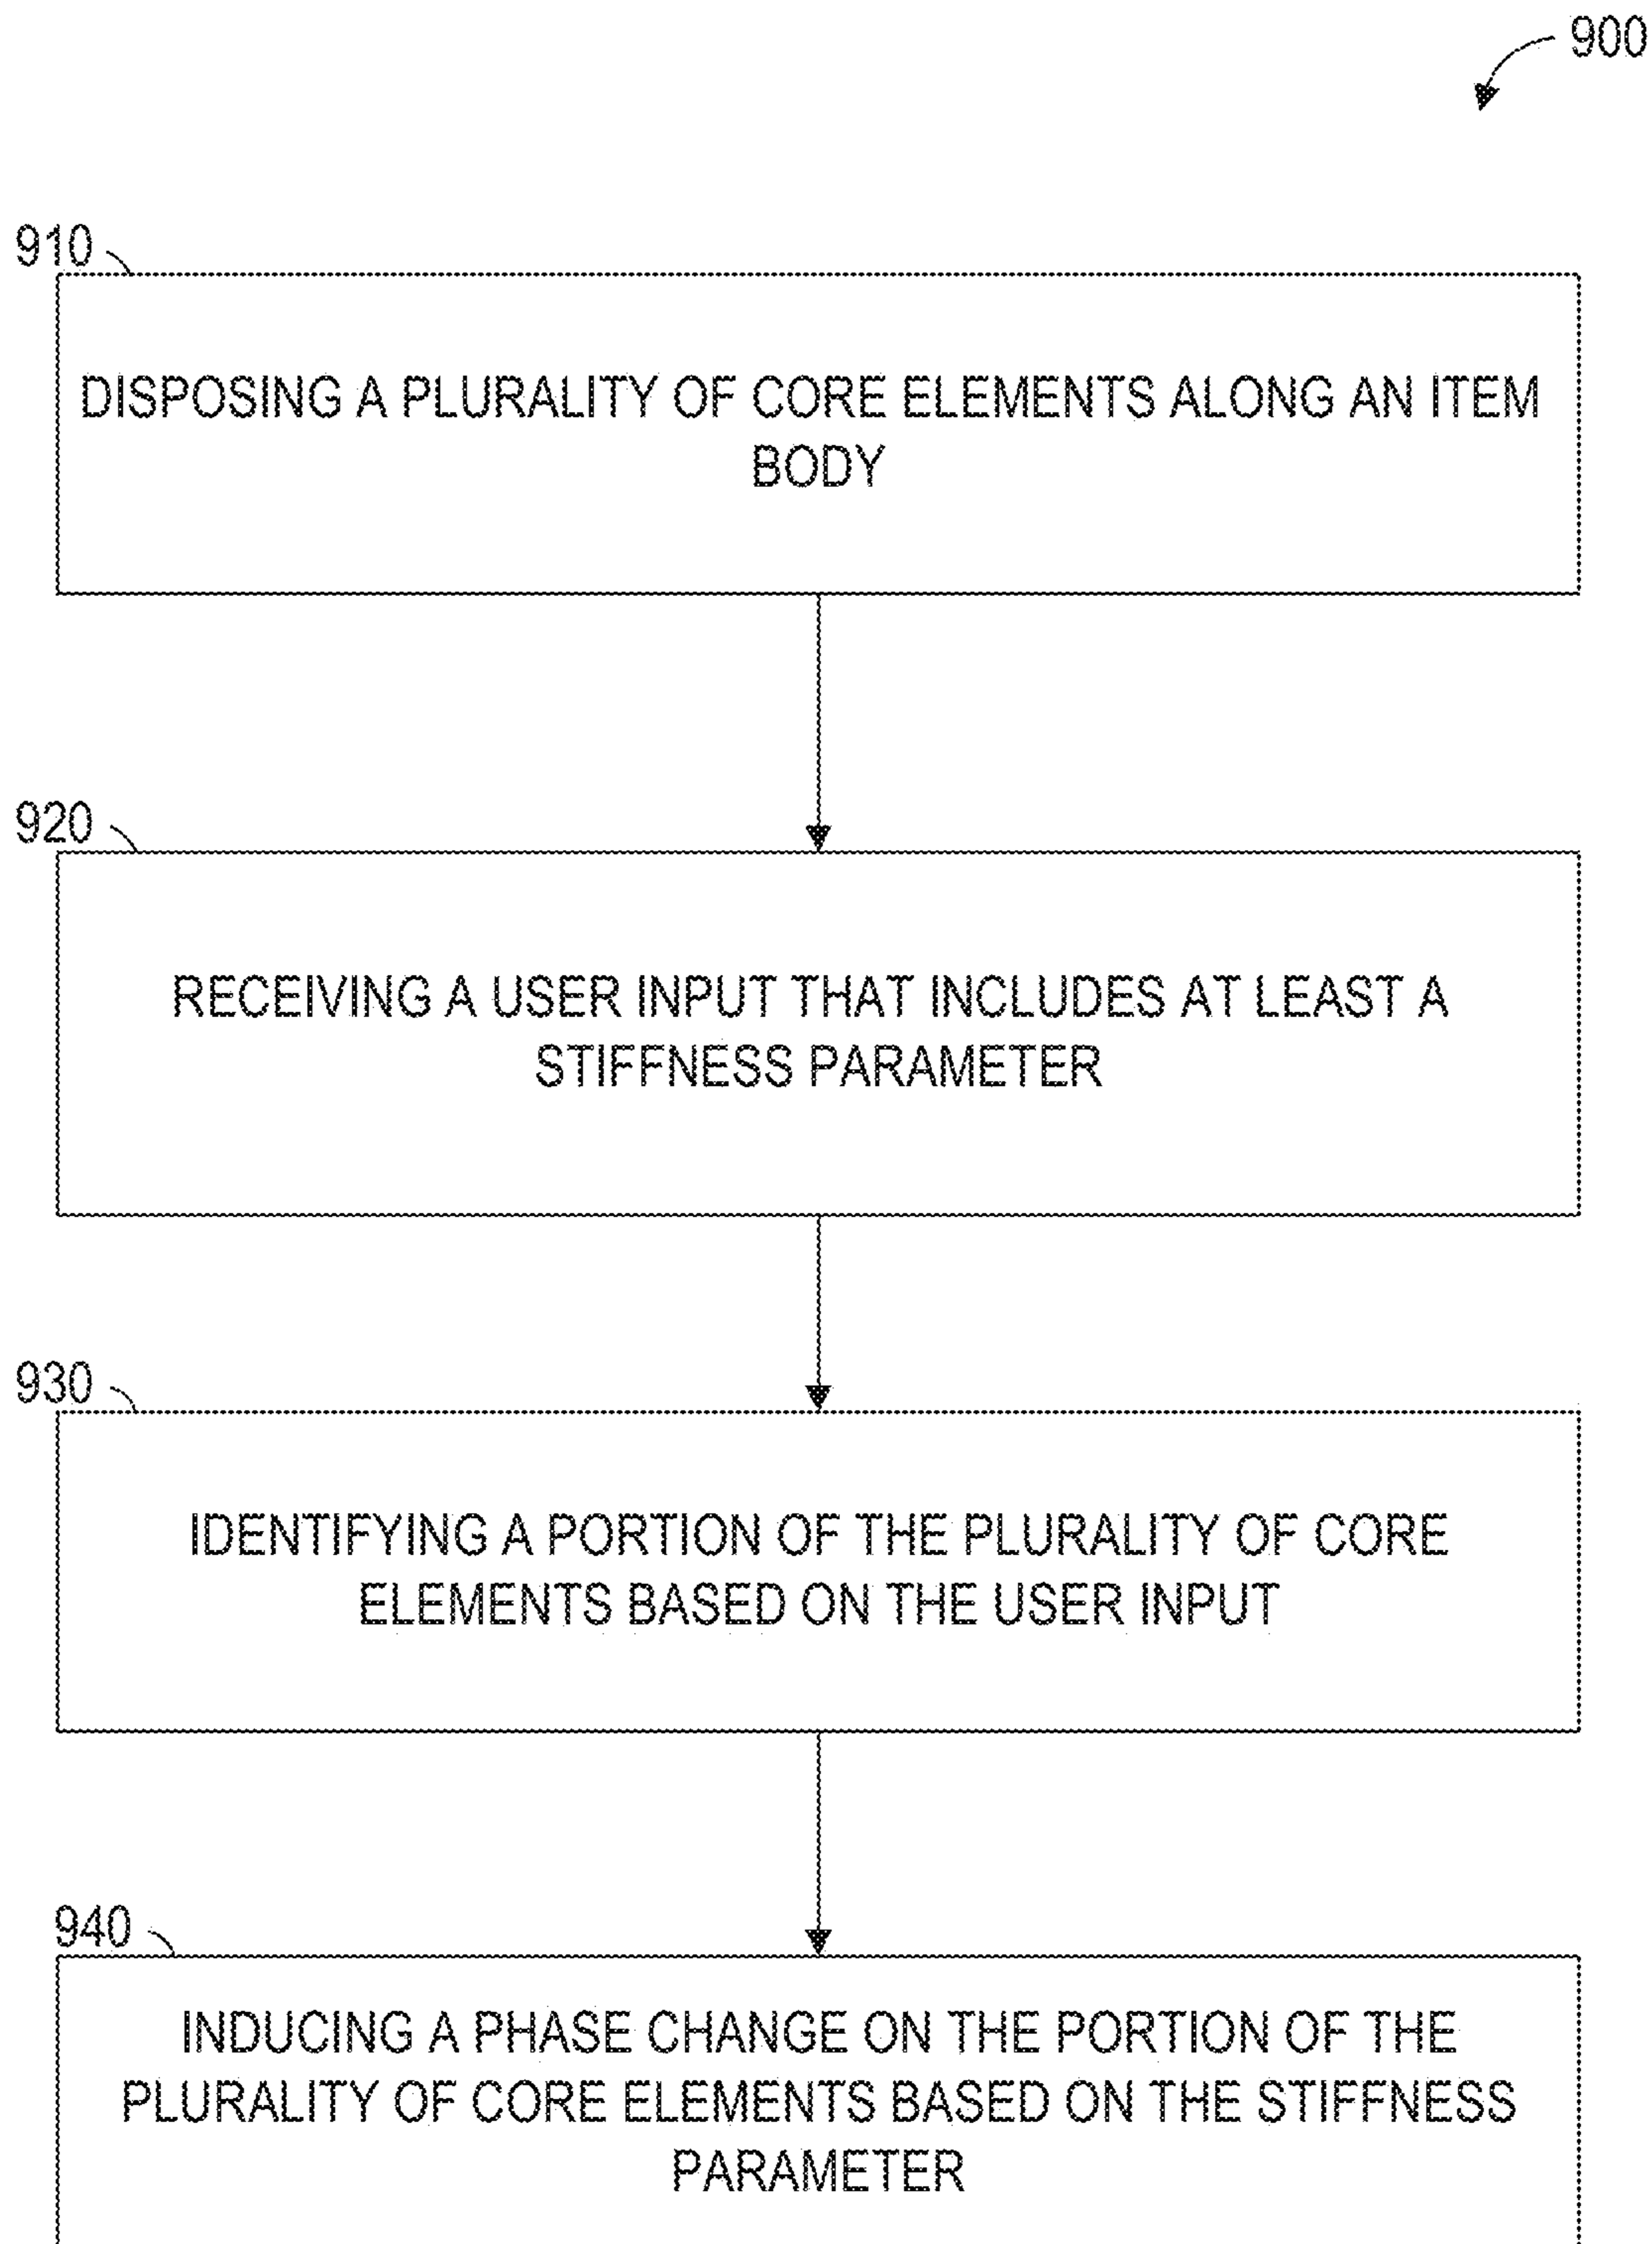 900
910
DISPOSING A PLURALITY OF CORE ELEMENTS ALONG AN ITEM
BODY
920
RECEIVING A USER INPUT THAT INCLUDES AT LEAST A
STIFFNESS PARAMETER
930
IDENTIFYING A PORTION OF THE PLURALITY OF CORE
ELEMENTS BASED ON THE USER INPUT
940
INDUCING A PHASE CHANGE ON THE PORTION OF THE
PLURALITY OF CORE ELEMENTS BASED ON THE STIFFNESS
PARAMETER